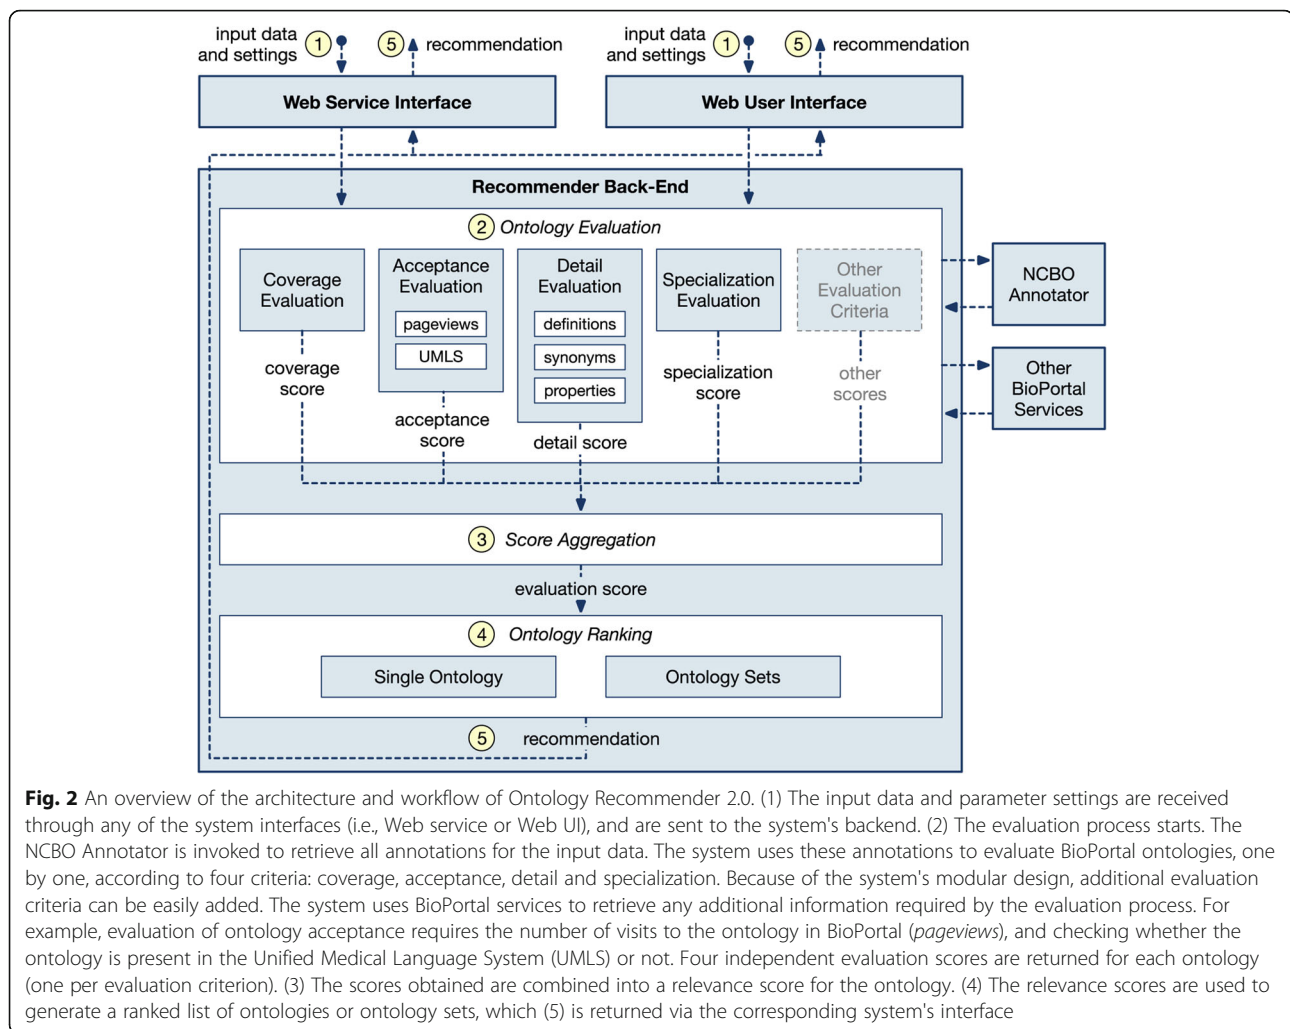 input data
and settings
1
5
recommendation
input data
and settings
1
5
recommendation
Web Service Interface
Web User Interface
Recommender Back-End
2 Ontology Evaluation
Coverage
Evaluation
Acceptance
Evaluation
pageviews
UMLS
Detail
Evaluation
definitions
synonyms
properties
Specialization
Evaluation
Other
Evaluation
Criteria
NCBO
Annotator
Other
BioPortal
Services
coverage
score
acceptance
score
detail score
specialization
score
other
scores
3 Score Aggregation
evaluation score
4 Ontology Ranking
Single Ontology
Ontology Sets
5 recommendation
Fig. 2 An overview of the architecture and workflow of Ontology Recommender 2.0. (1) The input data and parameter settings are received
through any of the system interfaces (i.e., Web service or Web UI), and are sent to the system's backend. (2) The evaluation process starts. The
NCBO Annotator is invoked to retrieve all annotations for the input data. The system uses these annotations to evaluate BioPortal ontologies, one
by one, according to four criteria: coverage, acceptance, detail and specialization. Because of the system's modular design, additional evaluation
criteria can be easily added. The system uses BioPortal services to retrieve any additional information required by the evaluation process. For
example, evaluation of ontology acceptance requires the number of visits to the ontology in BioPortal (pageviews), and checking whether the
ontology is present in the Unified Medical Language System (UMLS) or not. Four independent evaluation scores are returned for each ontology
(one per evaluation criterion). (3) The scores obtained are combined into a relevance score for the ontology. (4) The relevance scores are used to
generate a ranked list of ontologies or ontology sets, which (5) is returned via the corresponding system's interface